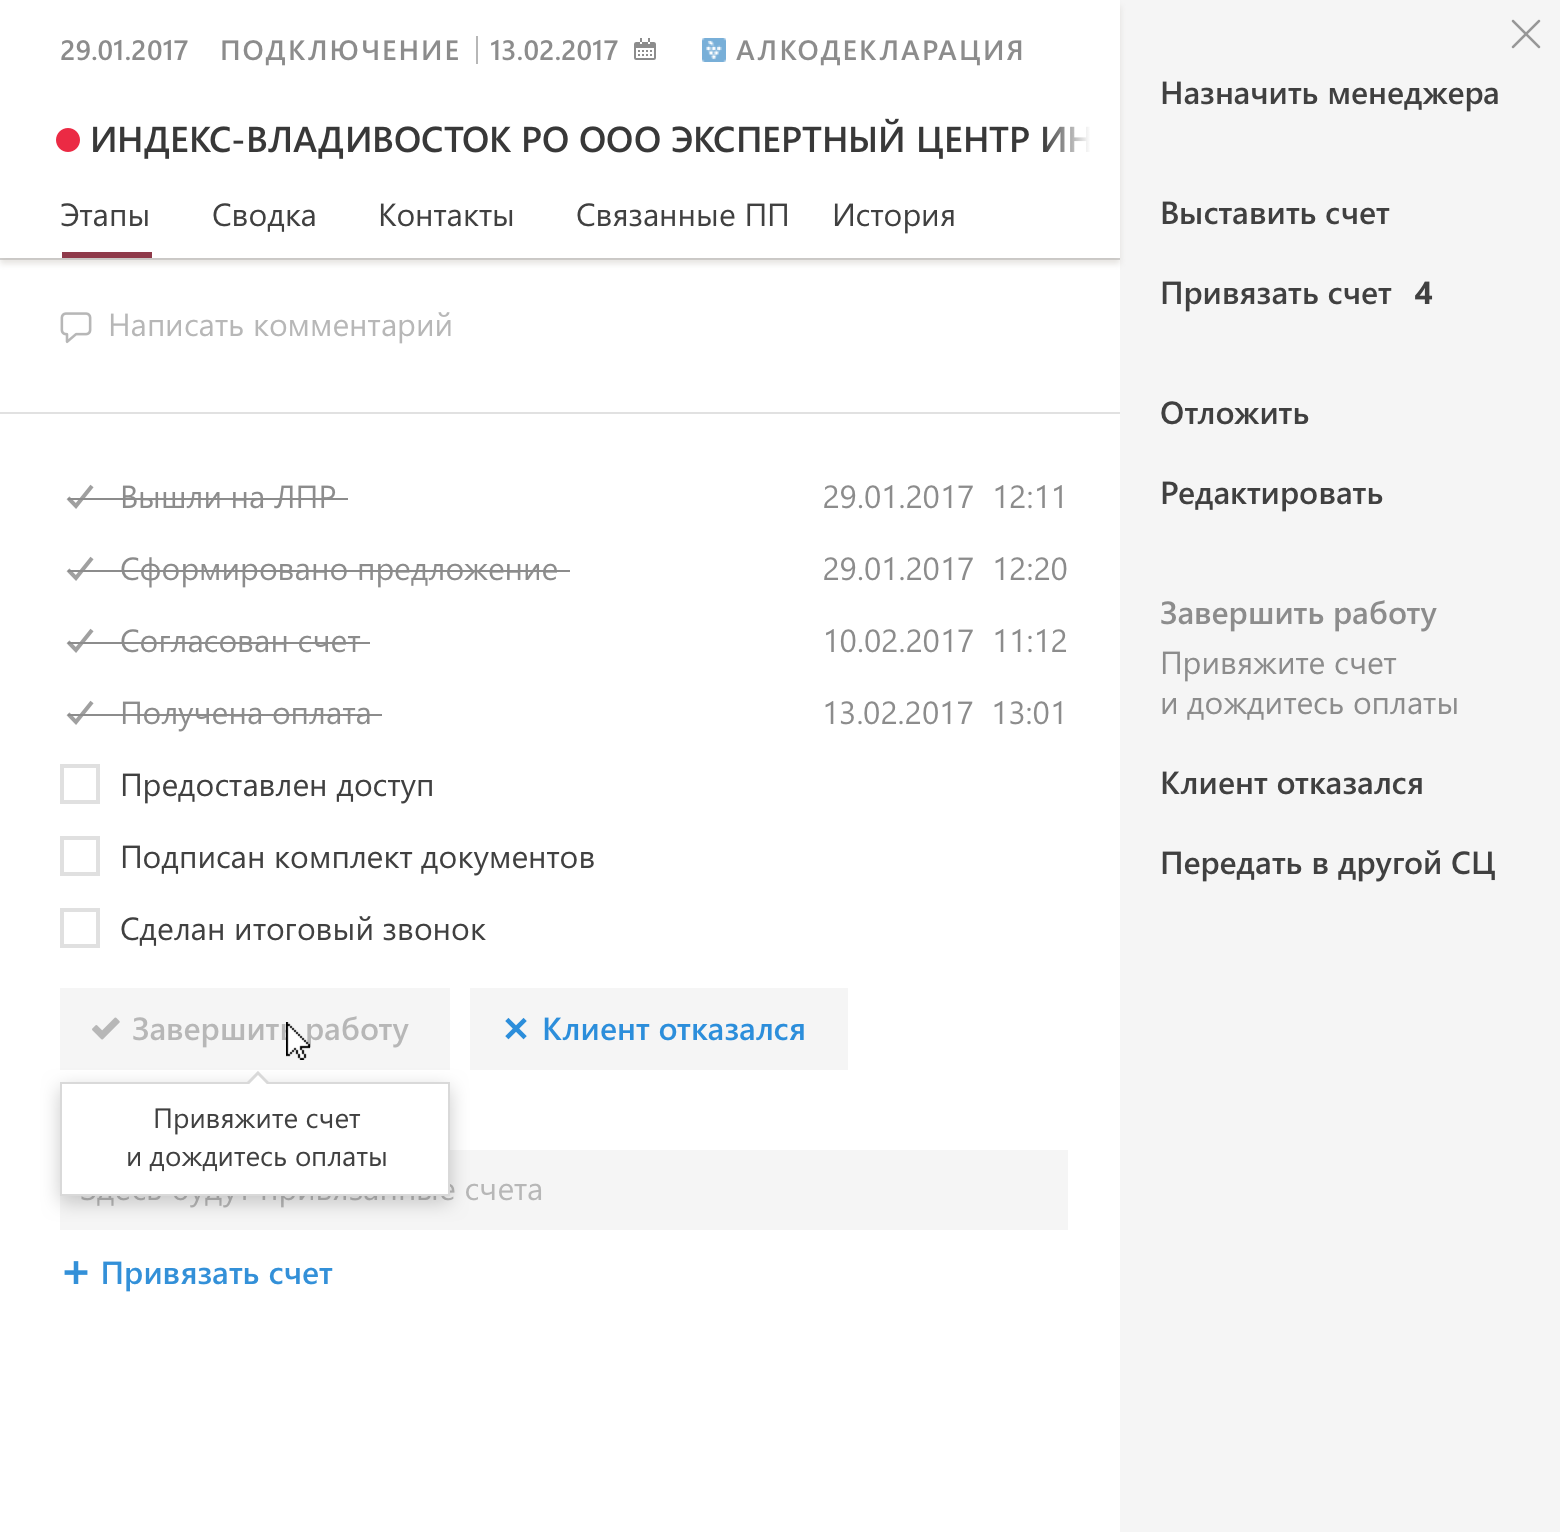 29.01.2017 ПОДКЛЮЧЕНИЕ 13.02.2017 АЛКОДЕКЛАРАЦИЯ
ИНДЕКС-ВЛАДИВОСТОК РО ООО ЭКСПЕРТНЫЙ ЦЕНТР ИН
Этапы Сводка Контакты Связанные ПП История
Написать комментарий
Вышли на ЛПР 29.01.2017 12:11
Сформировано предложение 29.01.2017 12:20
Согласован счет 10.02.2017 11:12
Получена оплата 13.02.2017 13:01
Предоставлен доступ
Подписан комплект документов
Сделан итоговый звонок
Завершить работу Клиент отказался
Привяжите счет
и дождитесь оплаты
Здесь будут привязанные счета
Привязать счет
Назначить менеджера
Выставить счет
Привязать счет 4
Отложить
Редактировать
Завершить работу
Привяжите счет
и дождитесь оплаты
Клиент отказался
Передать в другой СЦ